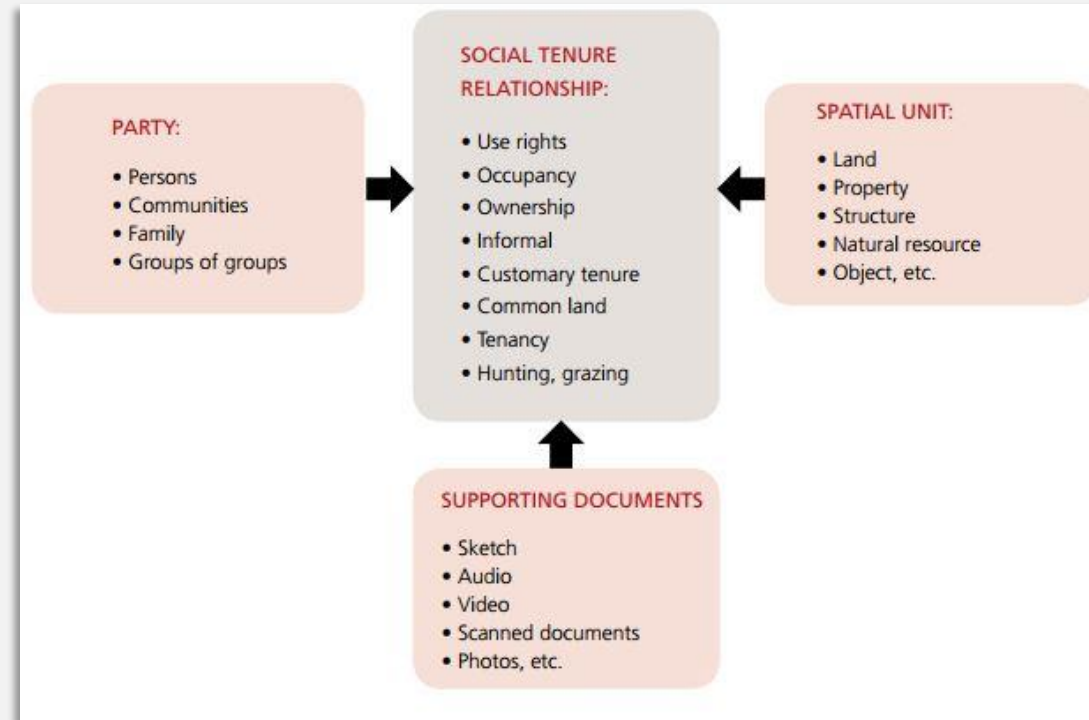 PARTY:
• Persons
• Communities
• Family
• Groups of groups
SOCIAL TENURE
RELATIONSHIP:
• Use rights
• Occupancy
• Ownership
• Informal
• Customary tenure
• Common land
• Tenancy
• Hunting, grazing
SPATIAL UNIT:
• Land
• Property
• Structure
• Natural resource
• Object, etc.
SUPPORTING DOCUMENTS
• Sketch
• Audio
• Video
• Scanned documents
• Photos, etc.